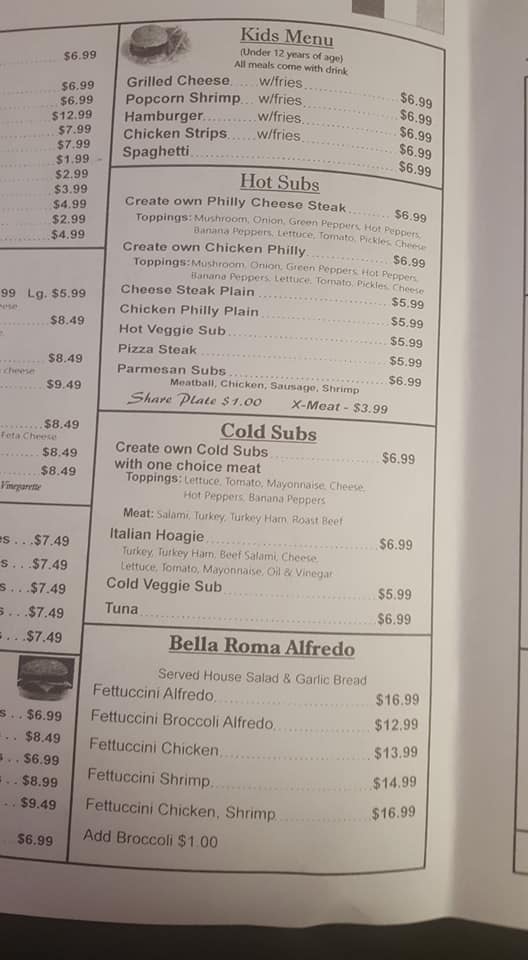 $6.99
$6.99
$6.99
$12.99
$7.99
$7.99
$1.99
$2.99
$3.99
$4.99
$2.99
$4.99
99 Lg. $5.99
$8.49
$8.49
cheese
$9.49
$8.49
Feta Cheese
$8.49
$8.49
Vinegarette
s ...$7.49
s ...$7.49
s ...$7.49
s ...$7.49
s ...$7.49
s ..$6.99
..$8.49
..$6.99
..$8.99
..$9.49
$6.99
Kids Menu
(Under 12 years of age)
All meals come with drink
Grilled Cheese......w/fries....................$6.99
Popcorn Shrimp... w/fries....................$6.99
Hamburger...........w/fries....................$6.99
Chicken Strips......w/fries....................$6.99
Spaghetti....................$6.99
Hot Subs
Create own Philly Cheese Steak.........$6.99
Toppings: Mushroom, Onion, Green Peppers, Hot Peppers,
Banana Peppers, Lettuce, Tomato, Pickles, Cheese
Create own Chicken Philly....................$6.99
Toppings: Mushroom, Onion, Green Peppers, Hot Peppers,
Banana Peppers, Lettuce, Tomato, Pickles, Cheese
Cheese Steak Plain....................$5.99
Chicken Philly Plain....................$5.99
Hot Veggie Sub....................$5.99
Pizza Steak....................$5.99
Parmesan Subs....................$6.99
Meatball, Chicken, Sausage, Shrimp
Share Plate $1.00 X-Meat - $3.99
Cold Subs
Create own Cold Subs....................$6.99
with one choice meat
Toppings: Lettuce, Tomato, Mayonnaise, Cheese,
Hot Peppers, Banana Peppers
Meat: Salami, Turkey, Turkey Ham, Roast Beef
Italian Hoagie....................$6.99
Turkey, Turkey Ham, Beef Salami, Cheese,
Lettuce, Tomato, Mayonnaise, Oil & Vinegar
Cold Veggie Sub....................$5.99
Tuna....................$6.99
Bella Roma Alfredo
Served House Salad & Garlic Bread
Fettuccini Alfredo....................$16.99
Fettuccini Broccoli Alfredo....................$12.99
Fettuccini Chicken....................$13.99
Fettuccini Shrimp....................$14.99
Fettuccini Chicken, Shrimp....................$16.99
Add Broccoli $1.00